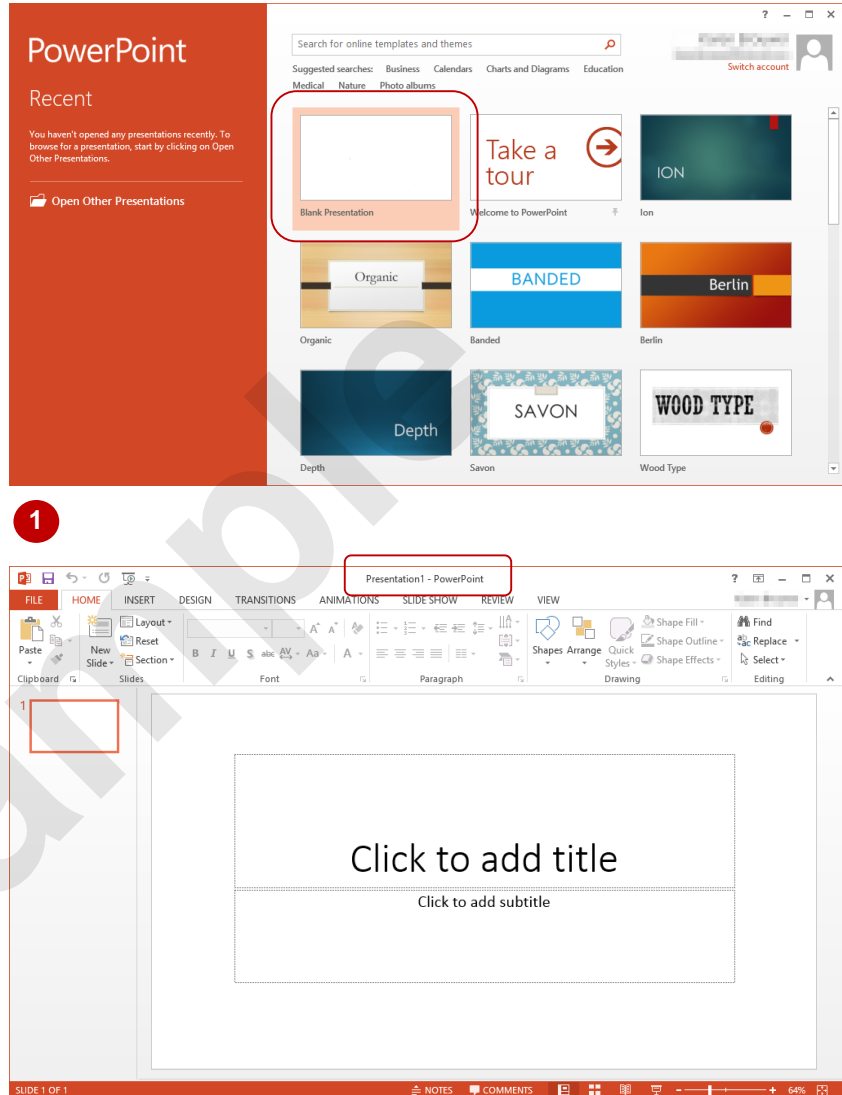 ? – □ ✕
PowerPoint
Search for online templates and themes
Suggested searches: Business Calendars Charts and Diagrams Education
Medical Nature Photo albums
Switch account
Recent
You haven't opened any presentations recently. To
browse for a presentation, start by clicking on Open
Other Presentations.
Open Other Presentations
Take a
tour
ION
Blank Presentation
Welcome to PowerPoint
Ion
Organic
BANDED
Berlin
Organic
Banded
Berlin
Depth
SAVON
WOOD TYPE
Depth
Savon
Wood Type
1
Presentation1 - PowerPoint
FILE HOME INSERT DESIGN TRANSITIONS ANIMATIONS SLIDE SHOW REVIEW VIEW
Paste
New
Slide
Layout
Reset
Section
B I U S abc AV Aa A
Shapes Arrange Quick
Styles
Shape Fill
Shape Outline
Shape Effects
Find
Replace
Select
Clipboard Slides Font Paragraph Drawing Editing
1
Click to add title
Click to add subtitle
SLIDE 1 OF 1
NOTES COMMENTS 64%
ample